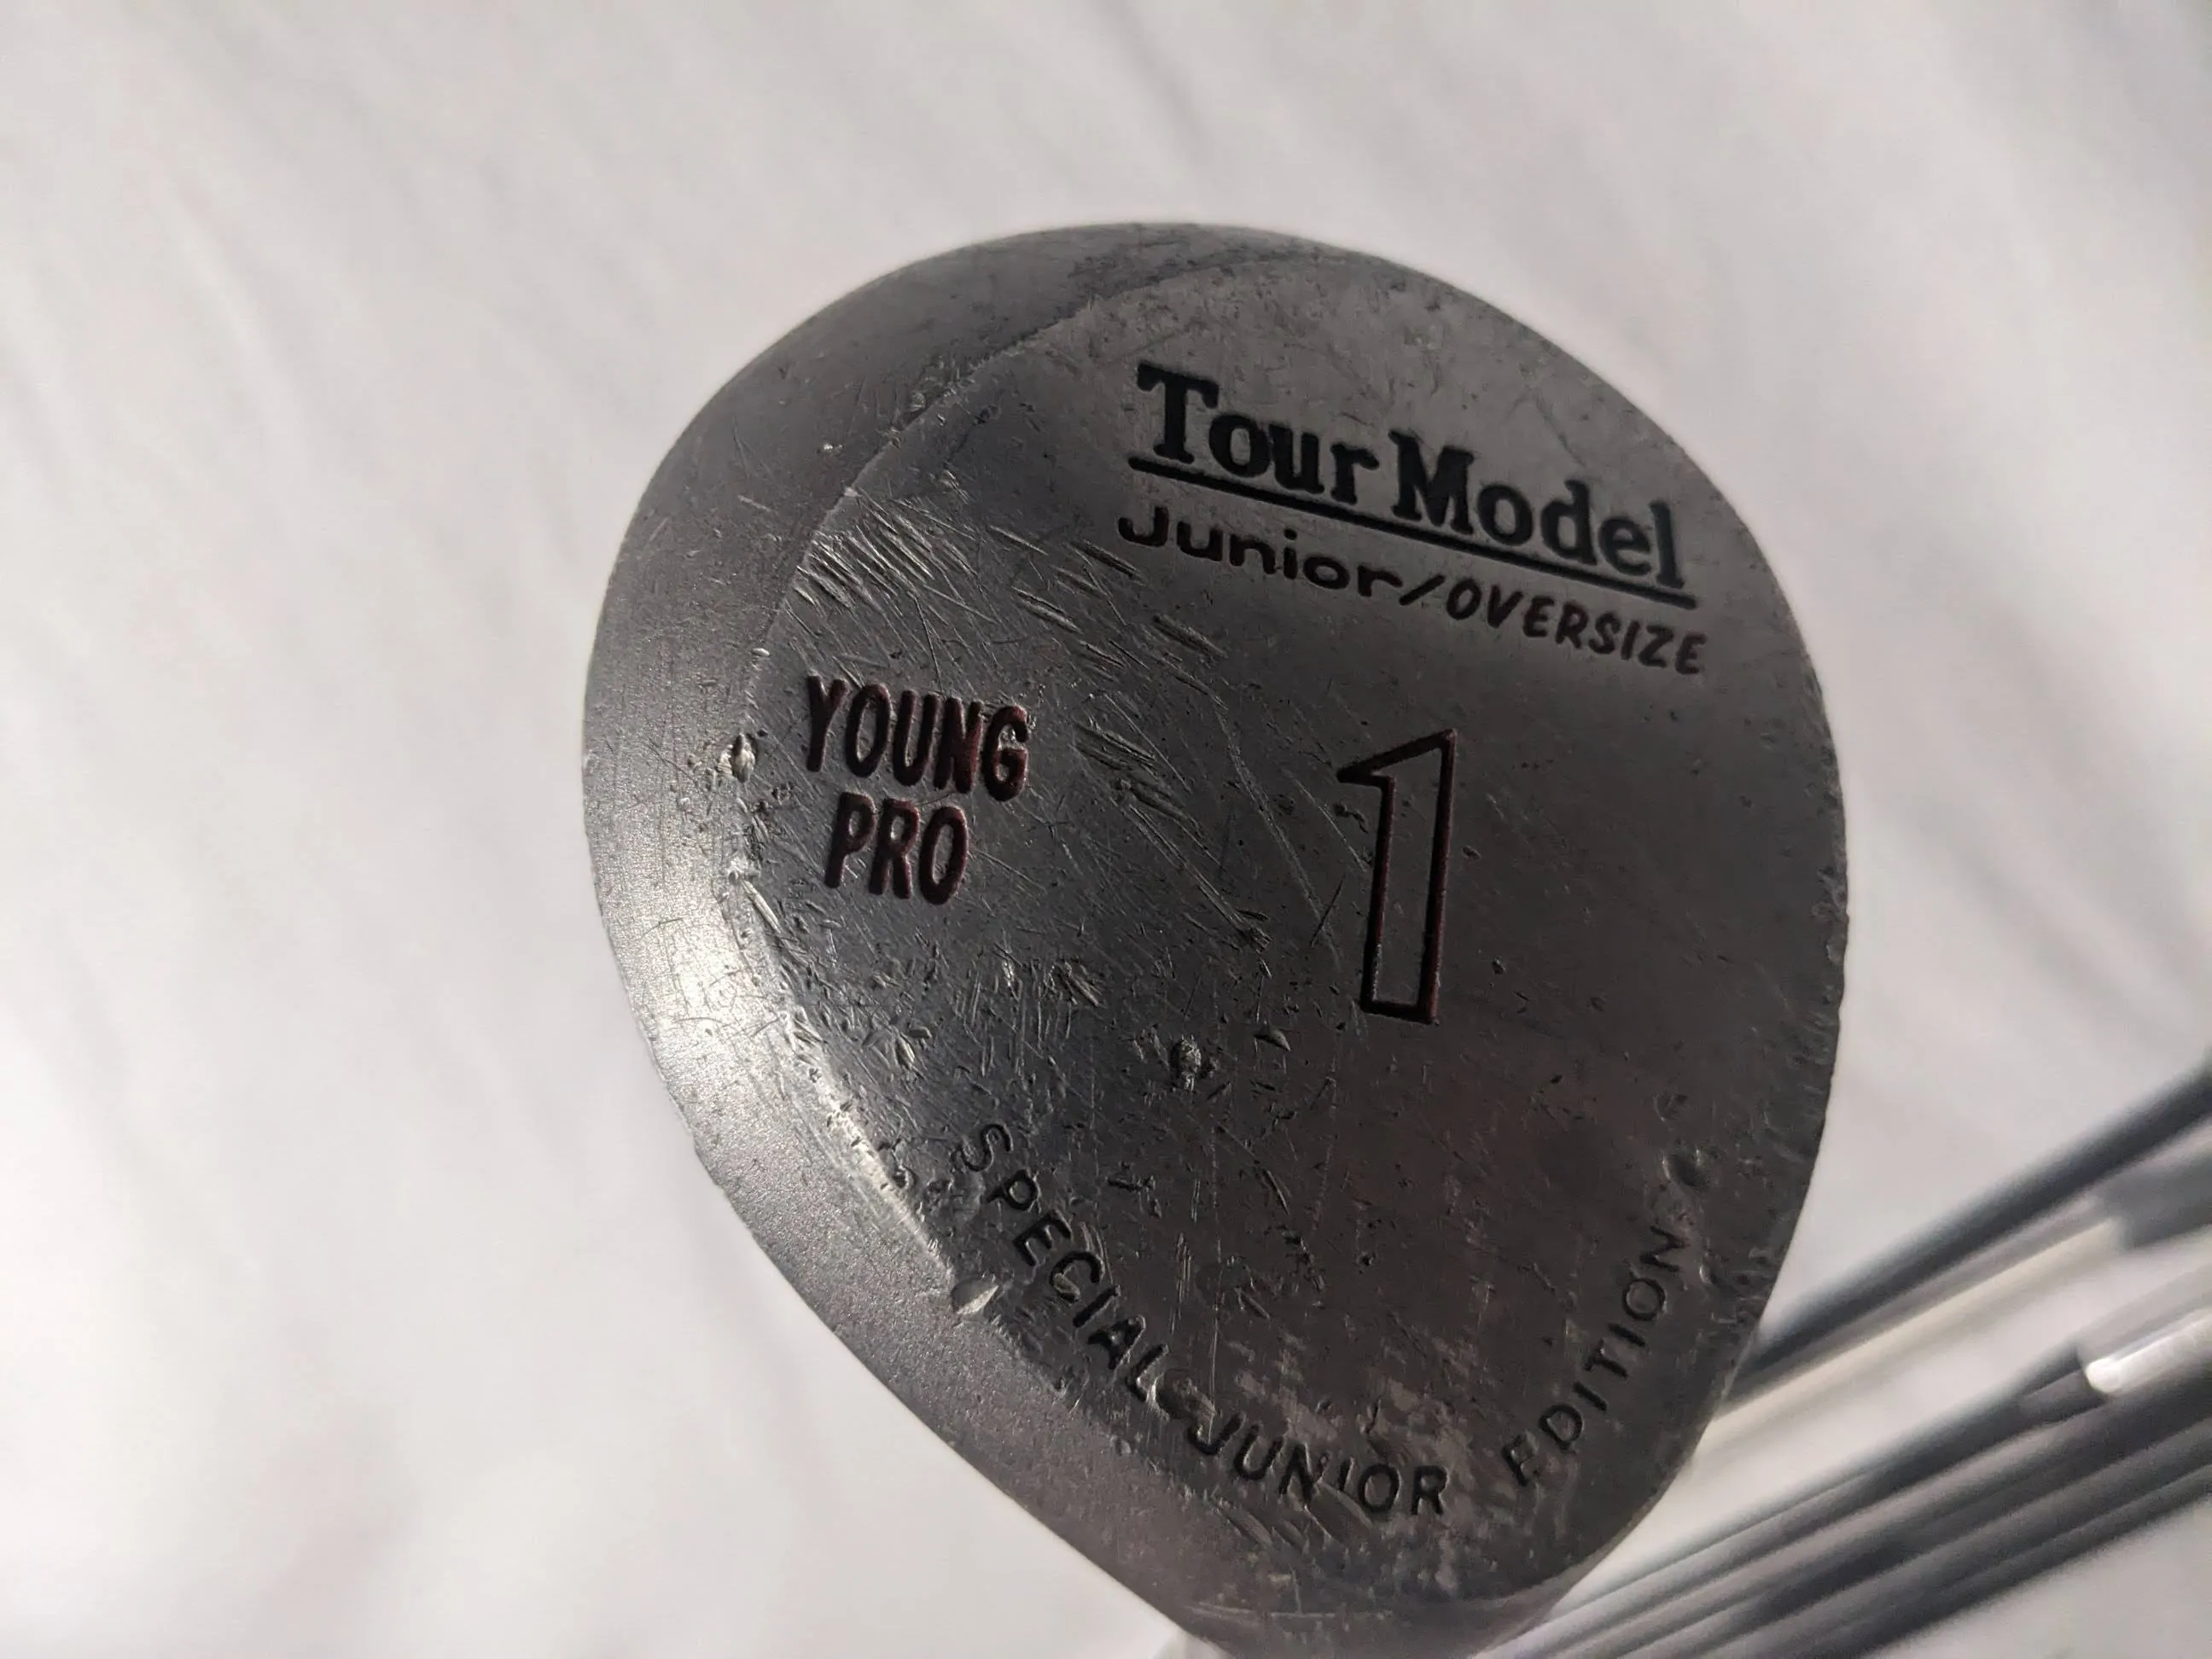 Tour Model
Junior/OVERSIZE
YOUNG
PRO
1
SPECIAL JUNIOR EDITION